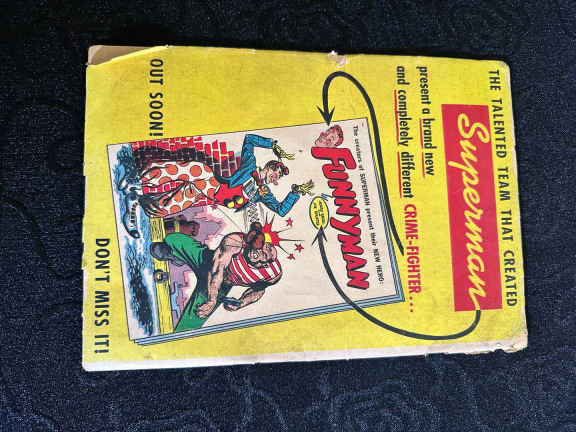 THE TALENTED TEAM THAT CREATED
Superman
present a brand new
and completely different CRIME-FIGHTER...
The creators of SUPERMAN present their NEW HERO:
FUNNYMAN
OUT SOON!
DON'T MISS IT!